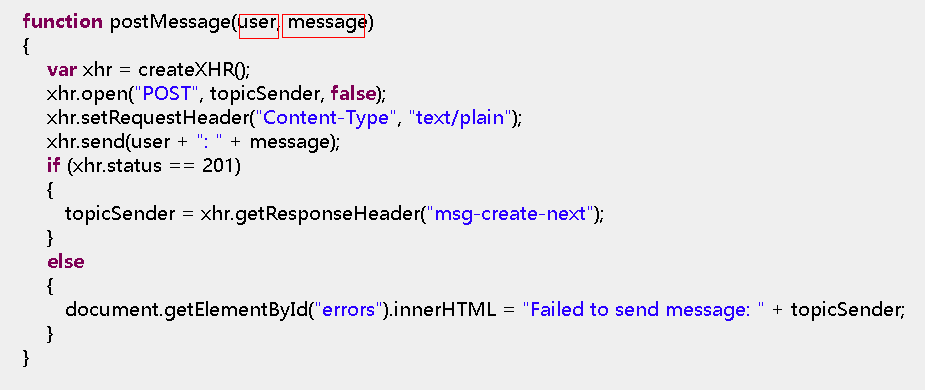 function postMessage(user, message)
{
var xhr = createXHR();
xhr.open("POST", topicSender, false);
xhr.setRequestHeader("Content-Type", "text/plain");
xhr.send(user + ": " + message);
if (xhr.status == 201)
{
topicSender = xhr.getResponseHeader("msg-create-next");
}
else
{
document.getElementById("errors").innerHTML = "Failed to send message: " + topicSender;
}
}